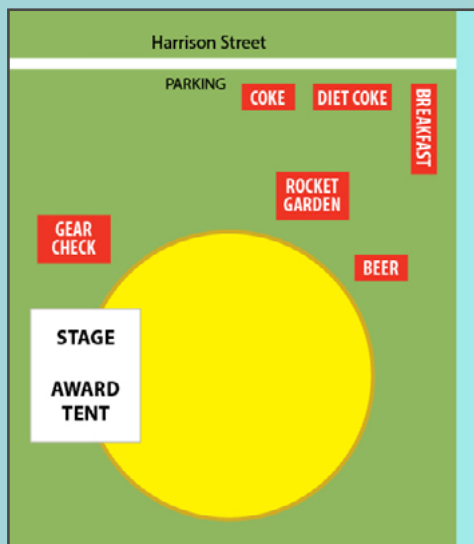 Harrison Street
PARKING
COKE
DIET COKE
BREAKFAST
ROCKET
GARDEN
GEAR
CHECK
BEER
STAGE
AWARD
TENT